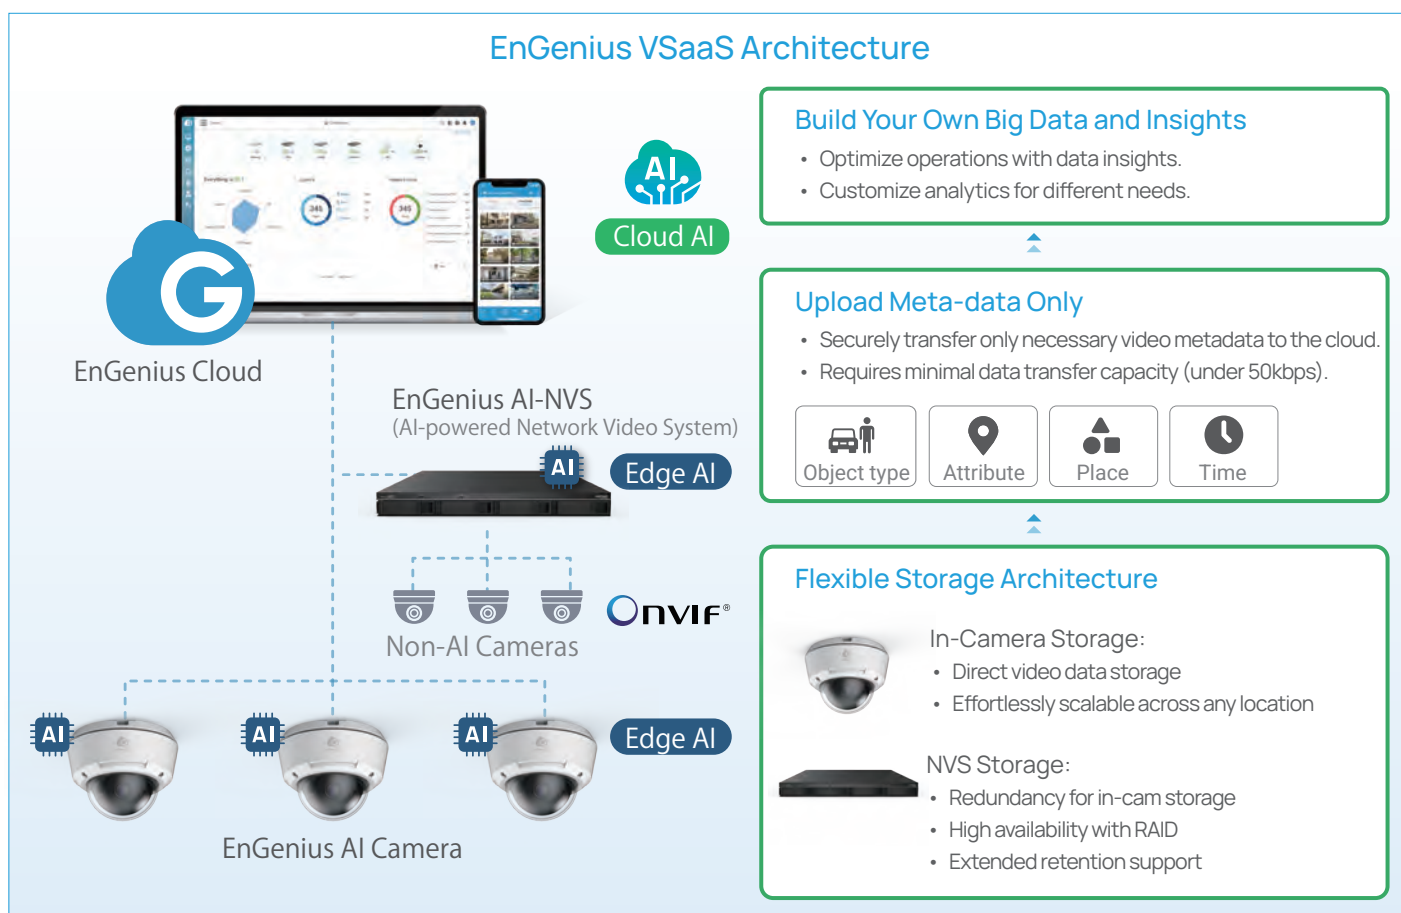 EnGenius VSaaS Architecture
345
345
AI
Cloud AI
G
EnGenius Cloud
EnGenius AI-NVS
(AI-powered Network Video System)
AI
Edge AI
ONVIF®
Non-AI Cameras
AI
AI
AI
Edge AI
EnGenius AI Camera
Build Your Own Big Data and Insights
• Optimize operations with data insights.
• Customize analytics for different needs.
Upload Meta-data Only
• Securely transfer only necessary video metadata to the cloud.
• Requires minimal data transfer capacity (under 50kbps).
Object type
Attribute
Place
Time
Flexible Storage Architecture
In-Camera Storage:
• Direct video data storage
• Effortlessly scalable across any location
NVS Storage:
• Redundancy for in-cam storage
• High availability with RAID
• Extended retention support